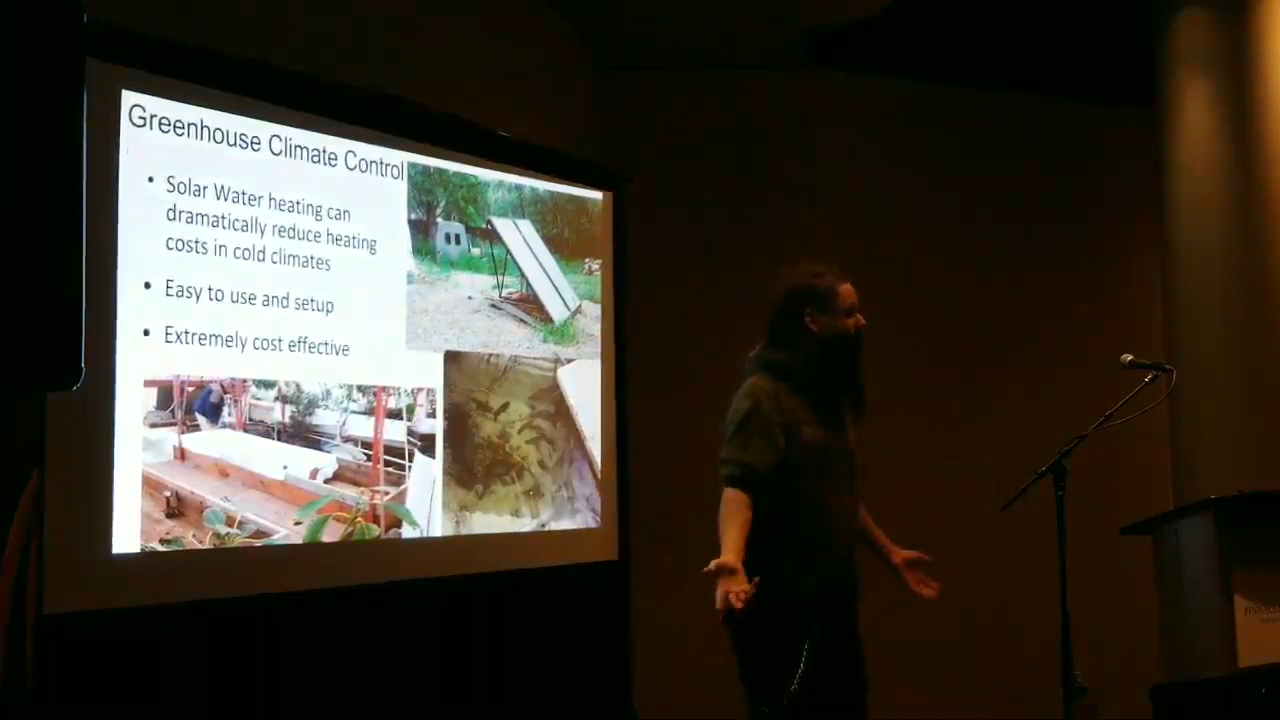 Greenhouse Climate Control
• Solar Water heating can
dramatically reduce heating
costs in cold climates
• Easy to use and setup
• Extremely cost effective